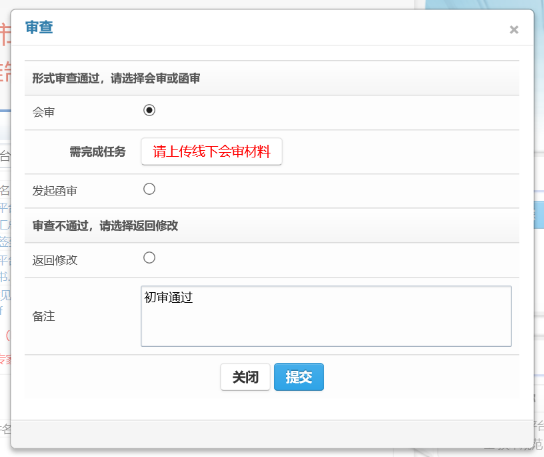 审查
×
形式审查通过，请选择会审或函审
会审
需完成任务 请上传线下会审材料
发起函审
审查不通过，请选择返回修改
返回修改
备注 初审通过
关闭 提交